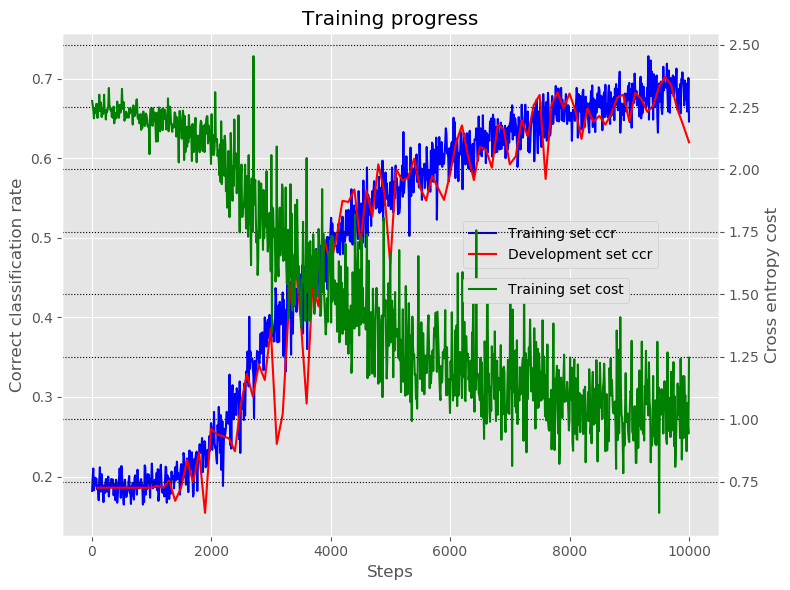 Training progress
Correct classification rate
0.7
0.6
0.5
0.4
0.3
0.2
2.50
2.25
2.00
1.75
1.50
1.25
1.00
0.75
Cross entropy cost
Training set ccr
Development set ccr
Training set cost
0
2000
4000
6000
8000
10000
Steps